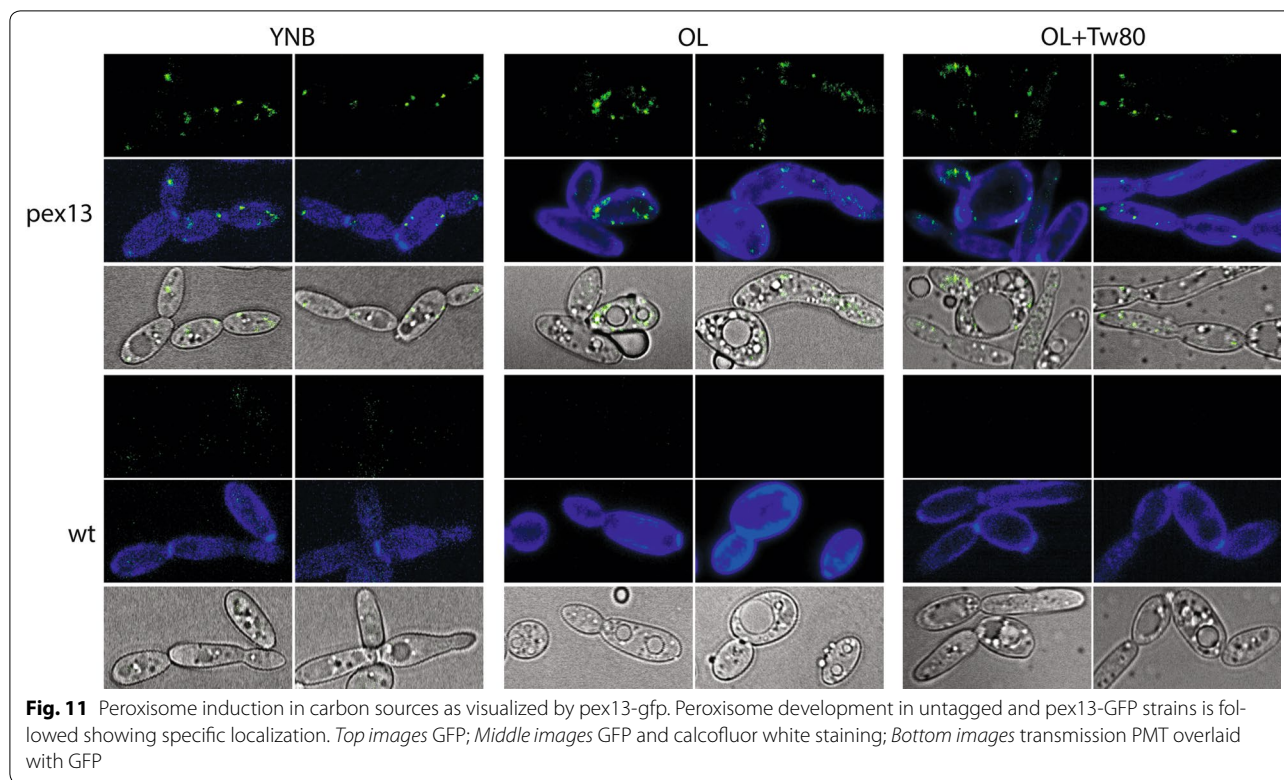 YNB
OL
OL+Tw80
pex13
wt
Fig. 11 Peroxisome induction in carbon sources as visualized by pex13-gfp. Peroxisome development in untagged and pex13-GFP strains is fol-
lowed showing specific localization. Top images GFP; Middle images GFP and calcofluor white staining; Bottom images transmission PMT overlaid
with GFP